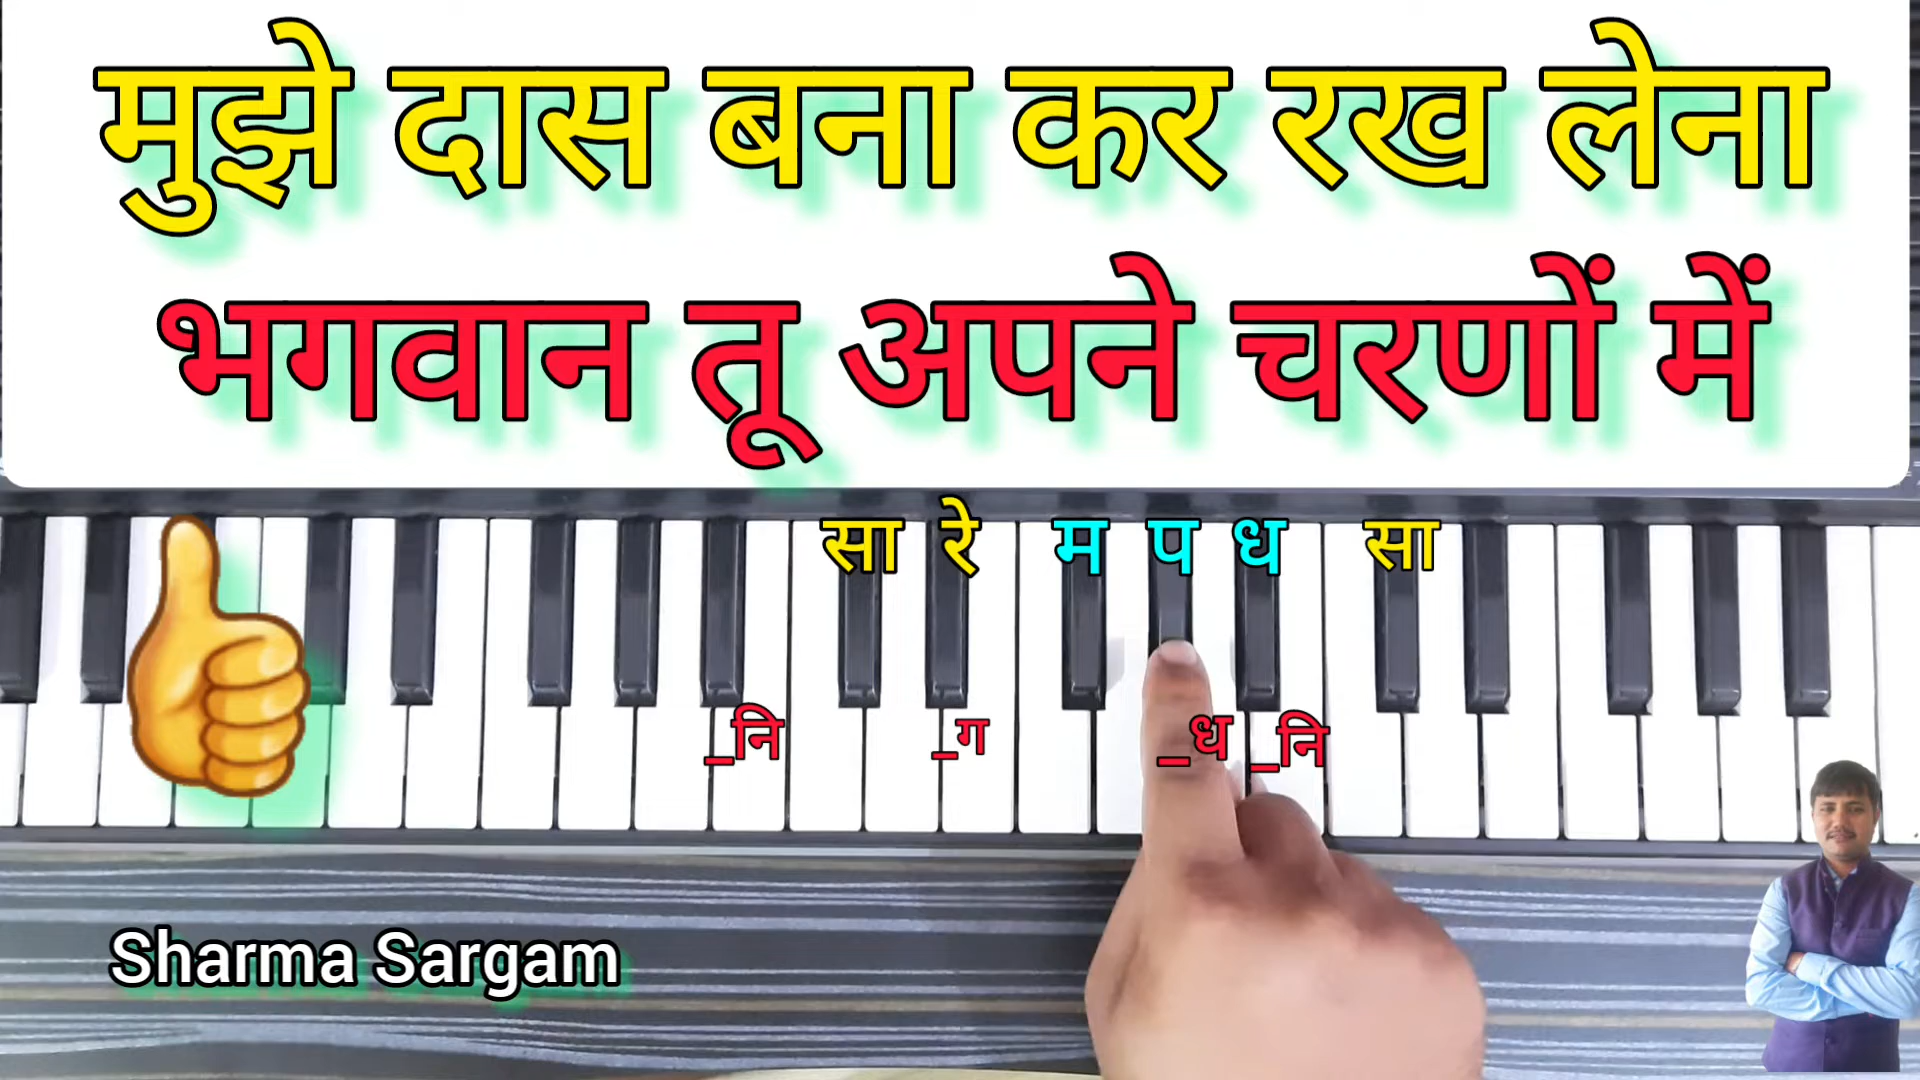 मुझे दास बना कर रख लेना
भगवान तू अपने चरणों में
सा रे म प ध सा
_नि _ग _ध _नि
Sharma Sargam